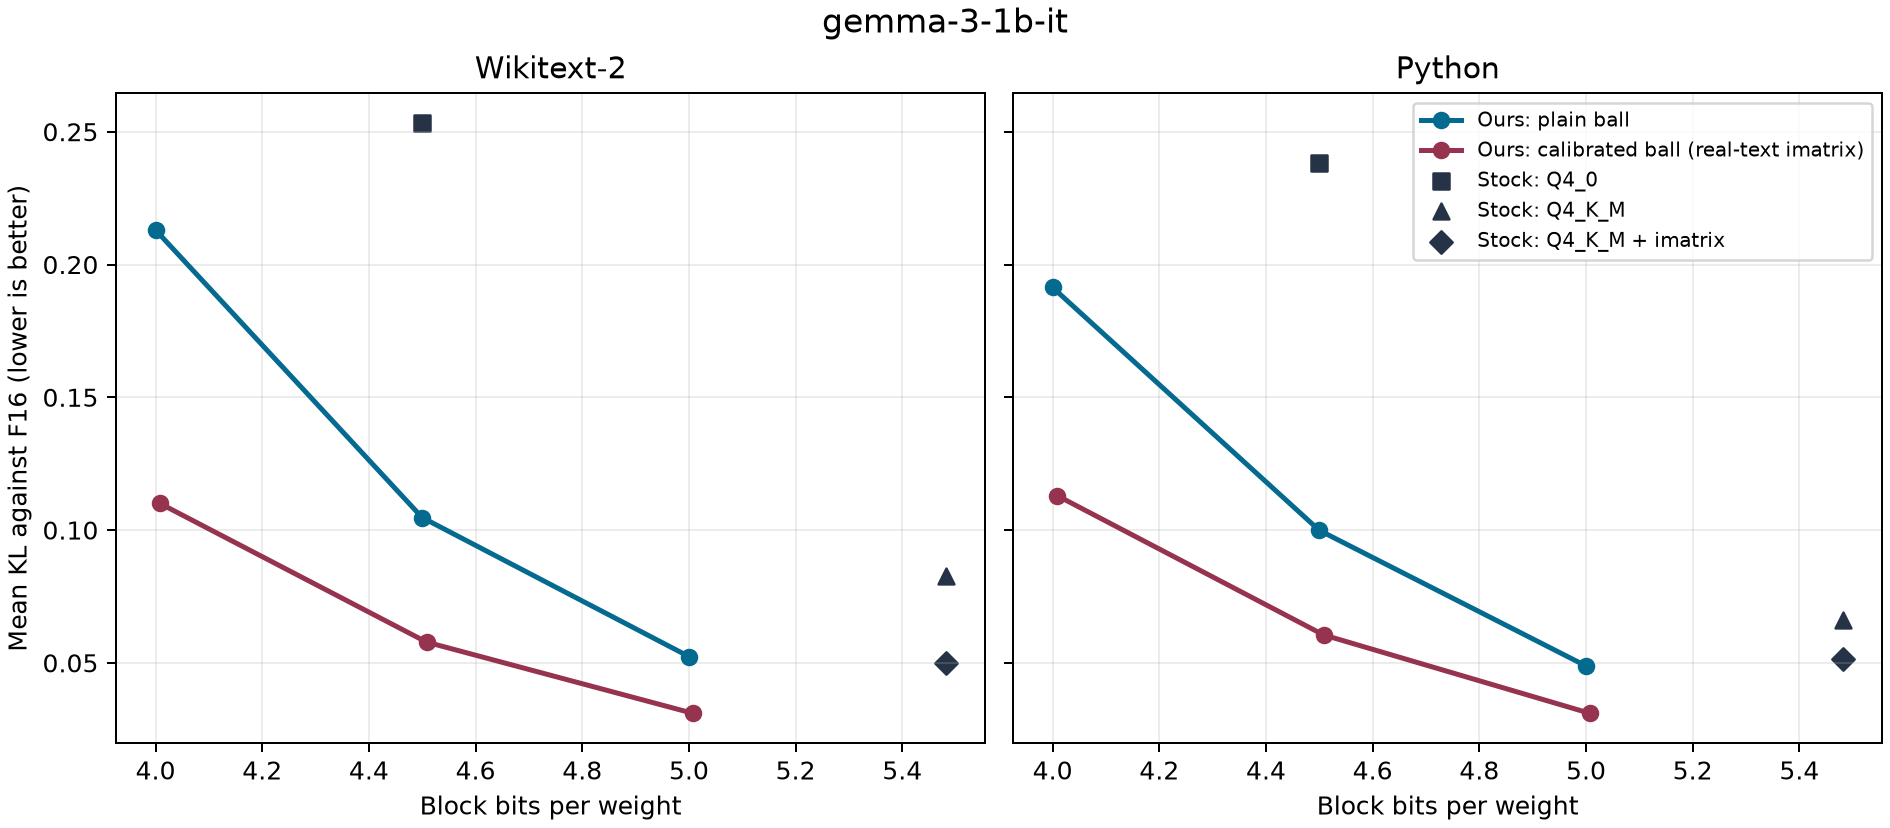 gemma-3-1b-it
Wikitext-2
Mean KL against F16 (lower is better)
0.25
0.20
0.15
0.10
0.05
4.0 4.2 4.4 4.6 4.8 5.0 5.2 5.4
Block bits per weight
Python
Ours: plain ball
Ours: calibrated ball (real-text imatrix)
Stock: Q4_0
Stock: Q4_K_M
Stock: Q4_K_M + imatrix
4.0 4.2 4.4 4.6 4.8 5.0 5.2 5.4
Block bits per weight